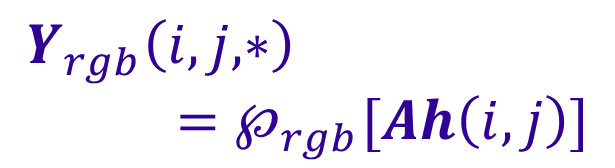 Y_rgb(i,j,*)
= ℘_rgb[Ah(i,j)]